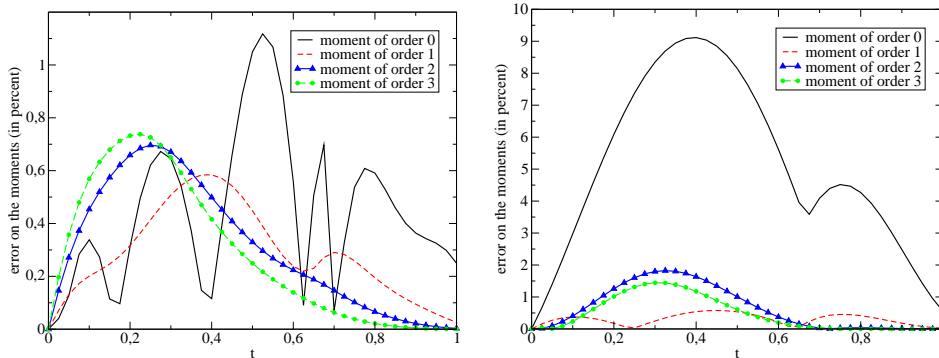 error on the moments (in percent)
1
0,8
0,6
0,4
0,2
0
0
0,2
0,4
0,6
0,8
1
t
moment of order 0
moment of order 1
moment of order 2
moment of order 3
error on the moments (in percent)
10
9
8
7
6
5
4
3
2
1
0
0
0,2
0,4
0,6
0,8
t
moment of order 0
moment of order 1
moment of order 2
moment of order 3